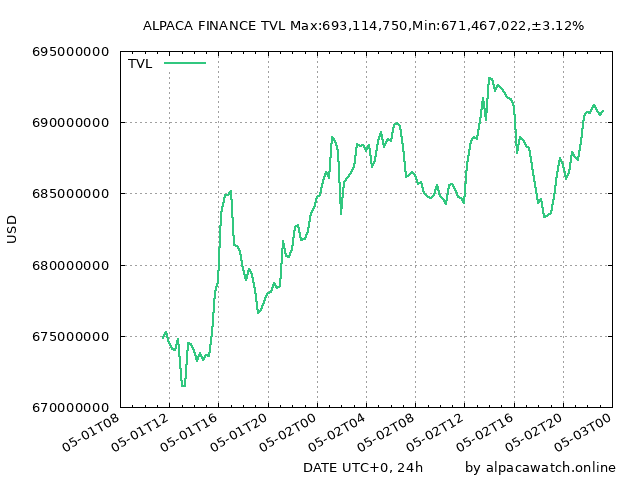 ALPACA FINANCE TVL Max:693,114,750,Min:671,467,022,±3.12%
TVL
695000000
690000000
685000000
680000000
675000000
670000000
USD
05-01T08
05-01T12
05-01T16
05-01T20
05-02T00
05-02T04
05-02T08
05-02T12
05-02T16
05-02T20
05-03T00
DATE UTC+0, 24h
by alpacawatch.online